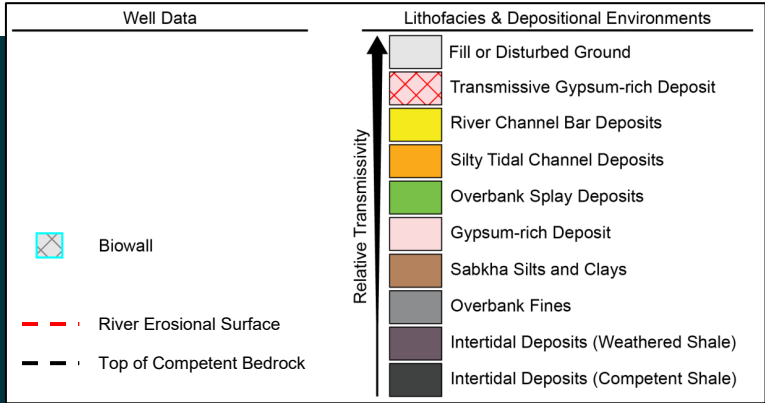 Well Data
Biowall
River Erosional Surface
Top of Competent Bedrock
Lithofacies & Depositional Environments
Relative Transmissivity
Fill or Disturbed Ground
Transmissive Gypsum-rich Deposit
River Channel Bar Deposits
Silty Tidal Channel Deposits
Overbank Splay Deposits
Gypsum-rich Deposit
Sabkha Silts and Clays
Overbank Fines
Intertidal Deposits (Weathered Shale)
Intertidal Deposits (Competent Shale)